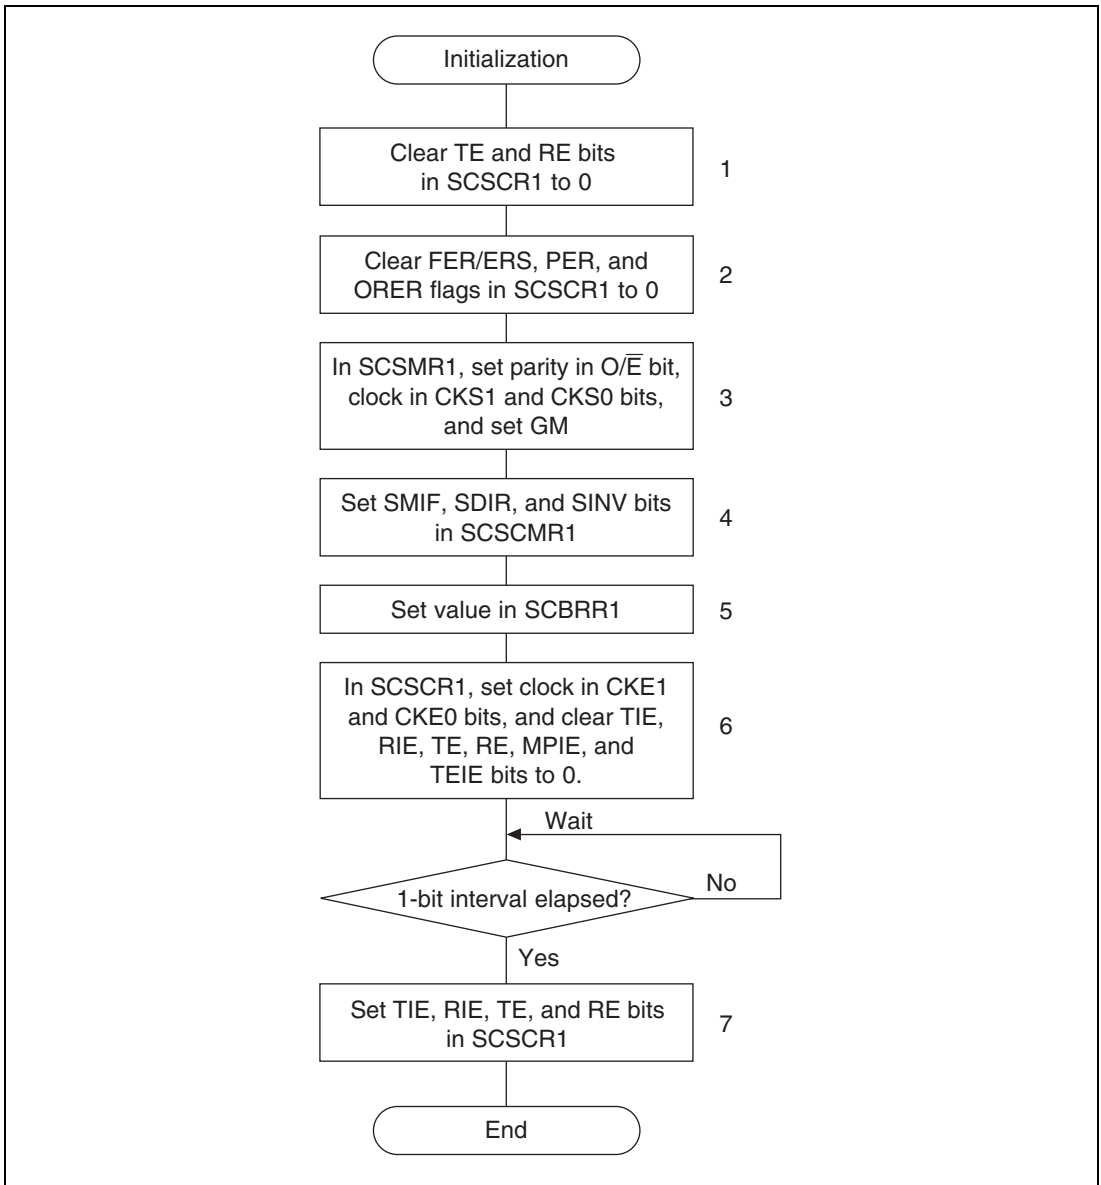 Initialization
Clear TE and RE bits
in SCSCR1 to 0
1
Clear FER/ERS, PER, and
ORER flags in SCSCR1 to 0
2
In SCSMR1, set parity in O/E̅ bit,
clock in CKS1 and CKS0 bits,
and set GM
3
Set SMIF, SDIR, and SINV bits
in SCSCMR1
4
Set value in SCBRR1
5
In SCSCR1, set clock in CKE1
and CKE0 bits, and clear TIE,
RIE, TE, RE, MPIE, and
TEIE bits to 0.
6
Wait
1-bit interval elapsed?
No
Yes
Set TIE, RIE, TE, and RE bits
in SCSCR1
7
End